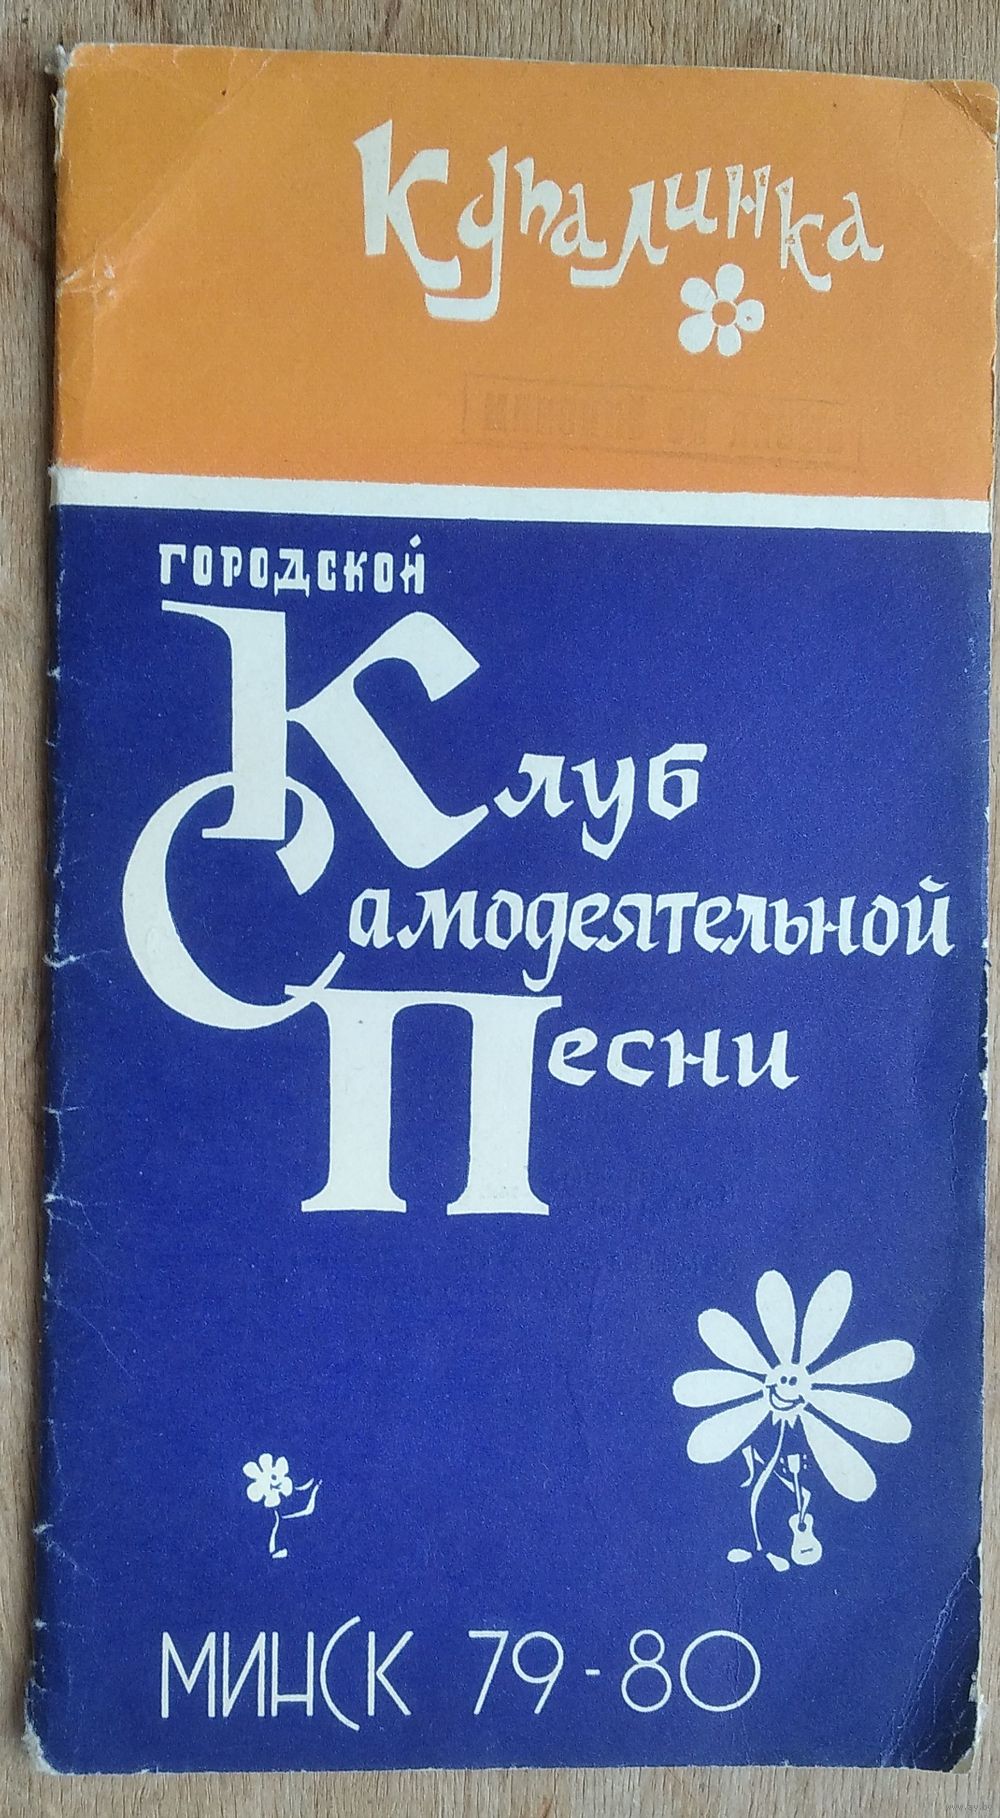 Купалинка
ГОРОДСКОЙ
Клуб
Самодеятельной
Песни
МИНСК 79-80